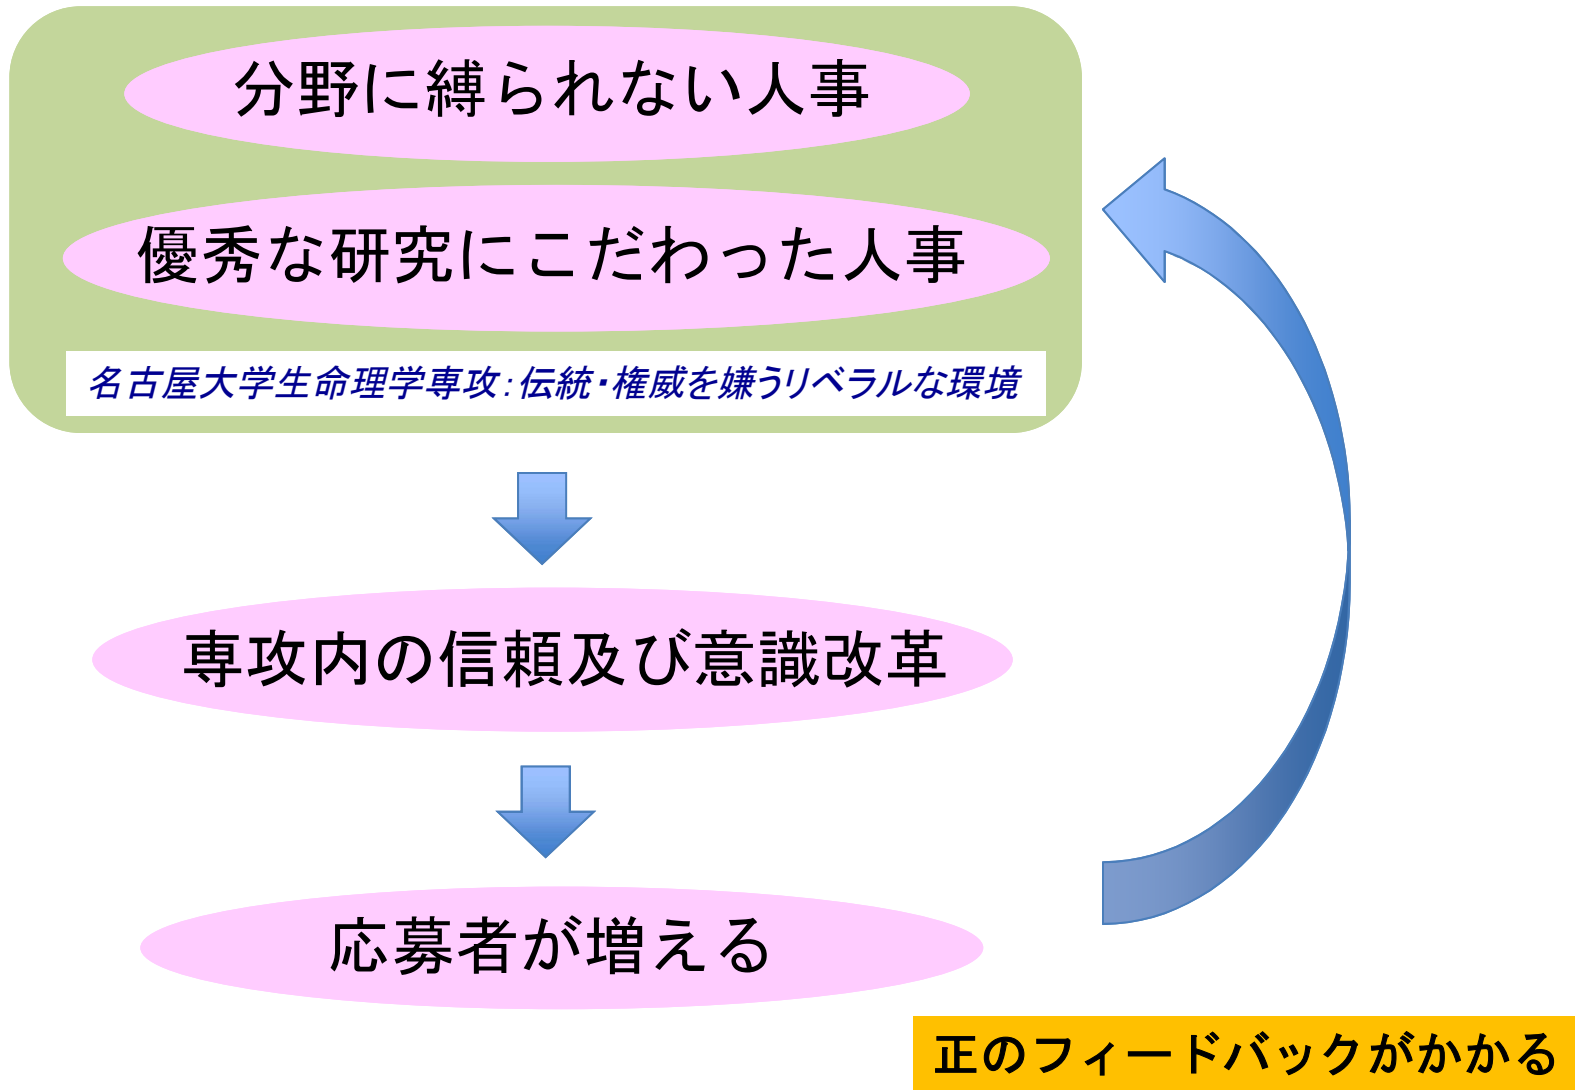 分野に縛られない人事
優秀な研究にこだわった人事
名古屋大学生命理学専攻:伝統・権威を嫌うリベラルな環境
専攻内の信頼及び意識改革
応募者が増える
正のフィードバックがかかる